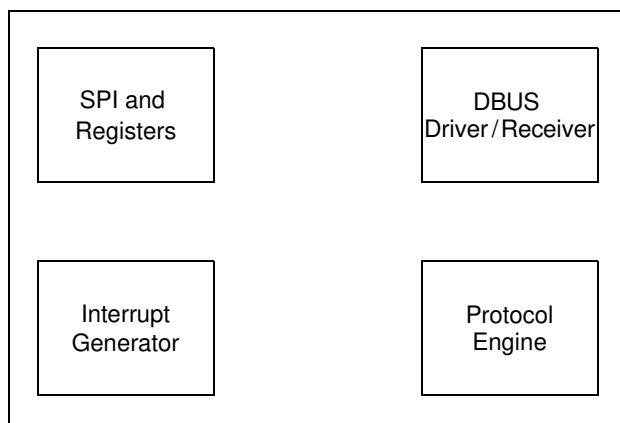 SPI and
Registers
DBUS
Driver/Receiver
Interrupt
Generator
Protocol
Engine